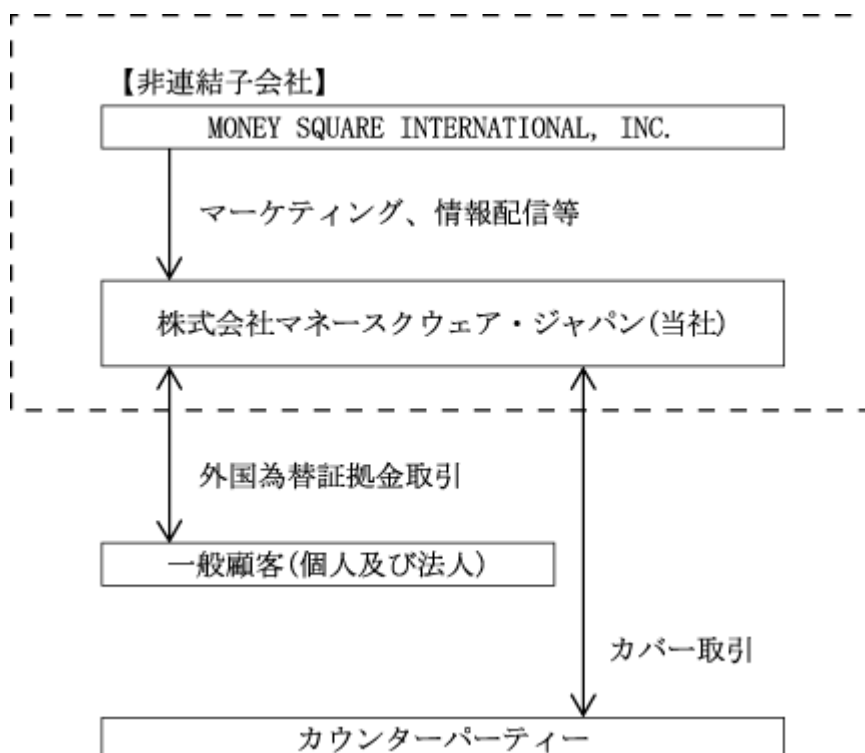 【非連結子会社】
MONEY SQUARE INTERNATIONAL, INC.
マーケティング、情報配信等
株式会社マネースクウェア・ジャパン(当社)
外国為替証拠金取引
一般顧客(個人及び法人)
カバー取引
カウンターパーティー